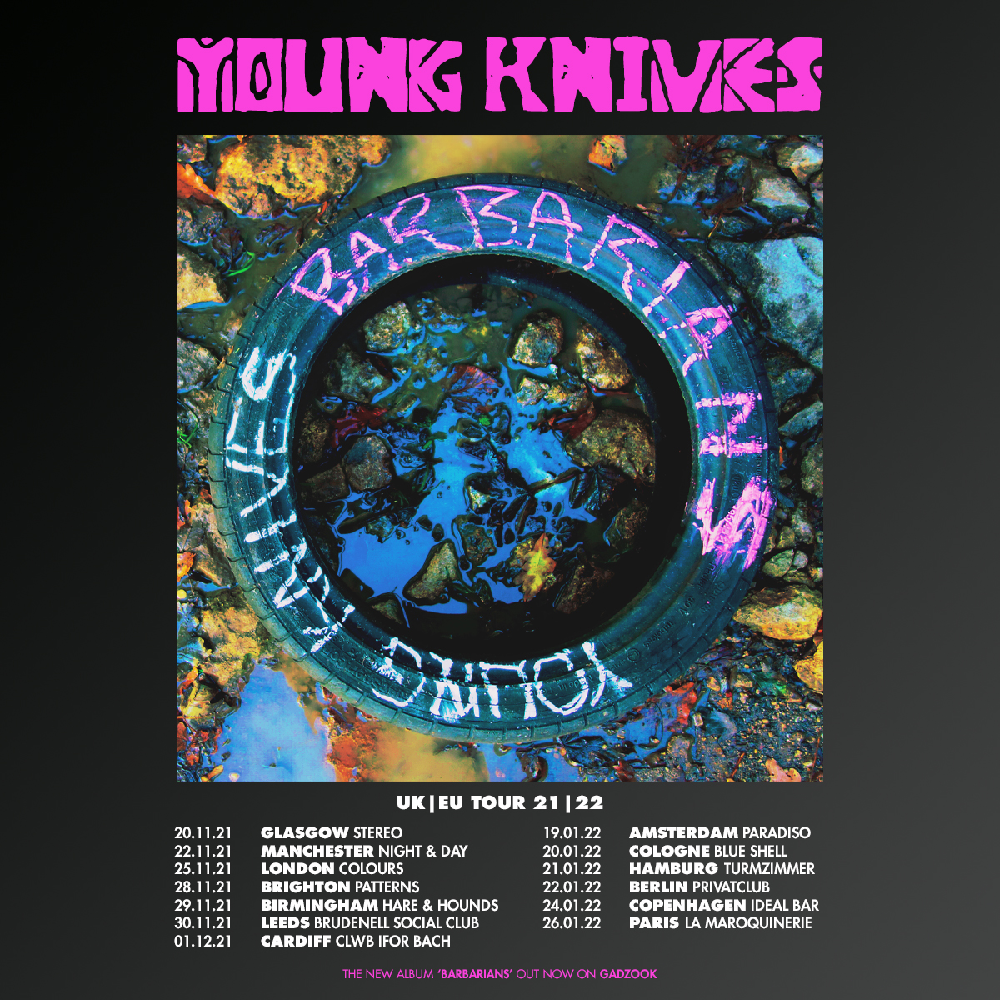 YOUNG KNIVES
BARBARIANS
YOUNG KNIVES
UK|EU TOUR 21|22
20.11.21 GLASGOW STEREO
22.11.21 MANCHESTER NIGHT & DAY
25.11.21 LONDON COLOURS
28.11.21 BRIGHTON PATTERNS
29.11.21 BIRMINGHAM HARE & HOUNDS
30.11.21 LEEDS BRUDENELL SOCIAL CLUB
01.12.21 CARDIFF CLWB IFOR BACH
19.01.22 AMSTERDAM PARADISO
20.01.22 COLOGNE BLUE SHELL
21.01.22 HAMBURG TURMZIMMER
22.01.22 BERLIN PRIVATCLUB
24.01.22 COPENHAGEN IDEAL BAR
26.01.22 PARIS LA MAROQUINERIE
THE NEW ALBUM ‘BARBARIANS’ OUT NOW ON GADZOOK